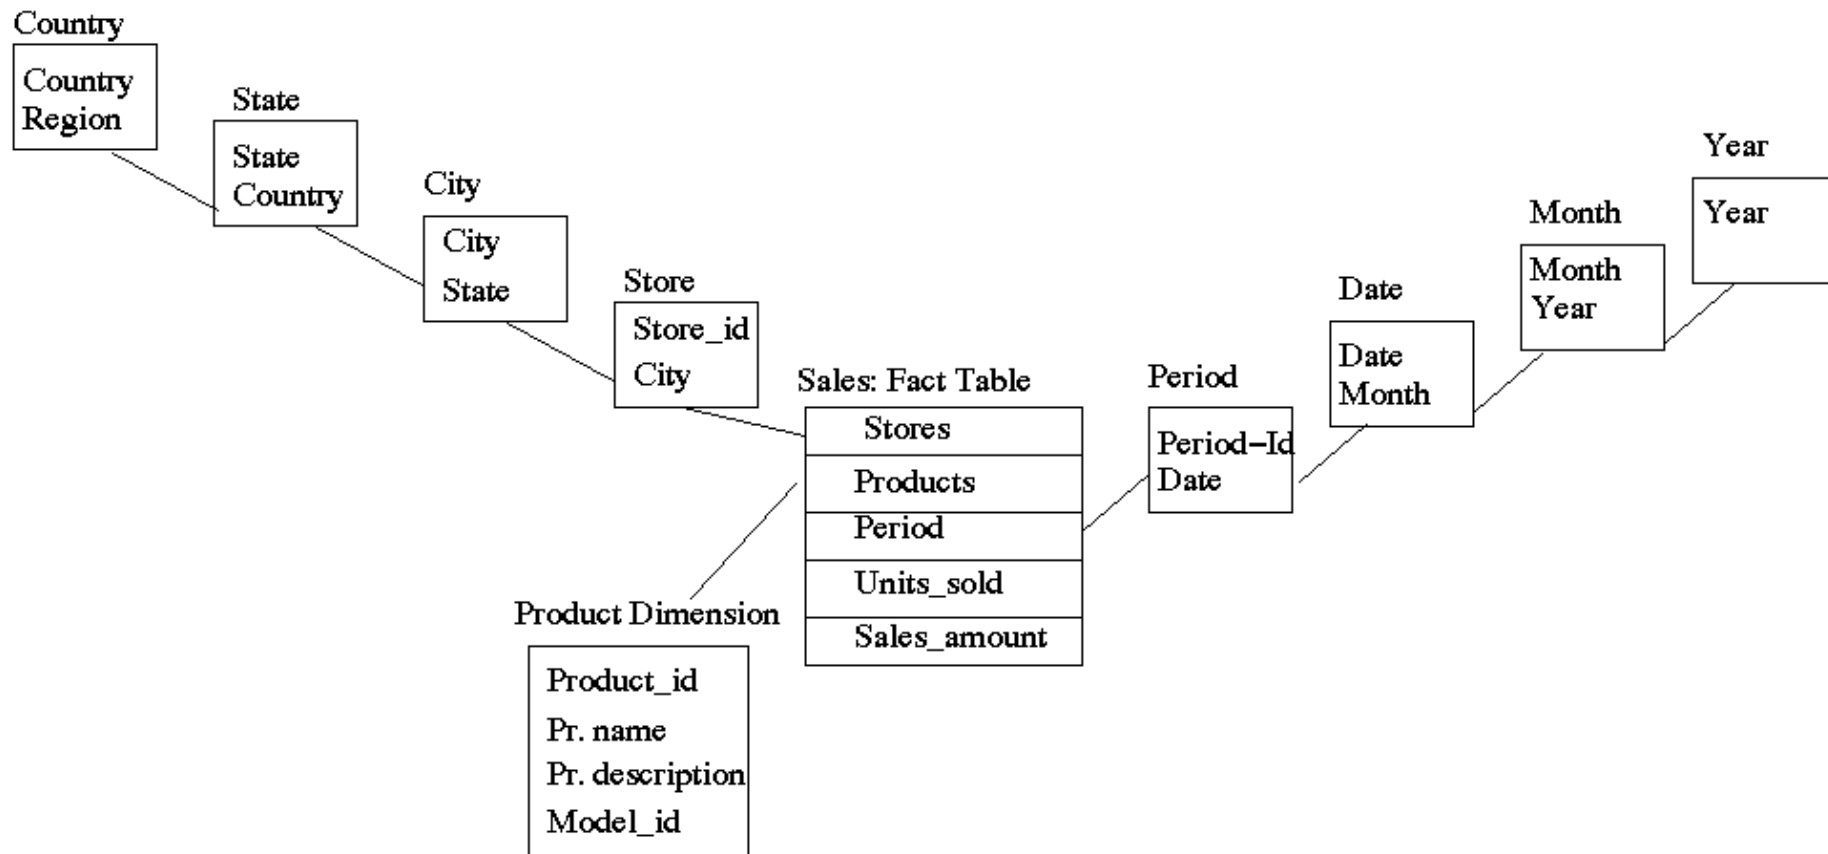 Country
Country
Region
State
State
Country
City
City
State
Store
Store_id
City
Sales: Fact Table
Stores
Products
Period
Units_sold
Sales_amount
Product Dimension
Product_id
Pr. name
Pr. description
Model_id
Period
Period-Id
Date
Date
Date
Month
Month
Month
Year
Year
Year